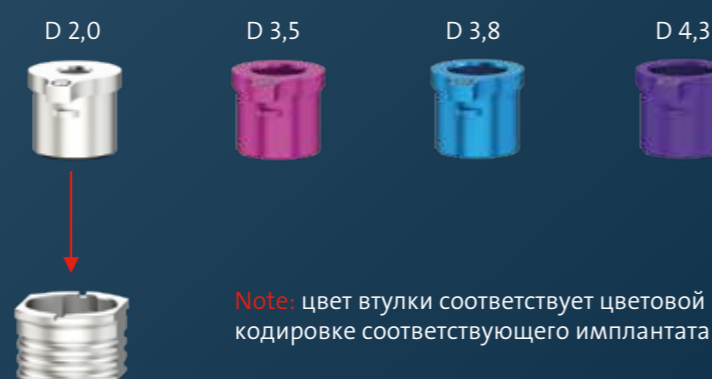 D 2,0
D 3,5
D 3,8
D 4,3
Note: цвет втулки соответствует цветовой
кодировке соответствующего имплантата